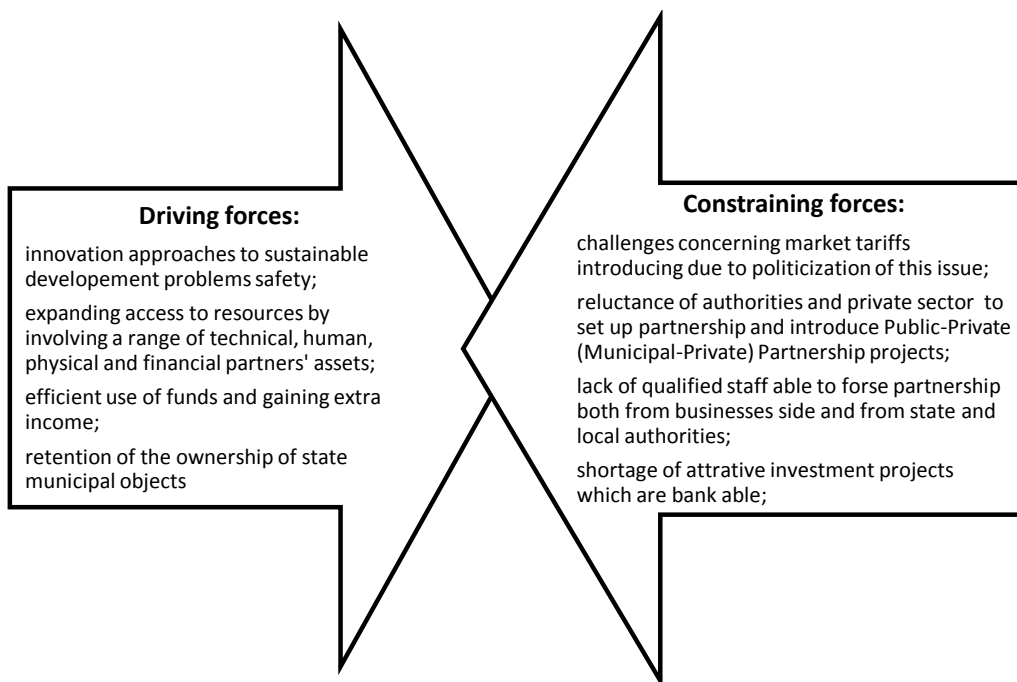 Driving forces:
innovation approaches to sustainable
developement problems safety;
expanding access to resources by
involving a range of technical, human,
physical and financial partners' assets;
efficient use of funds and gaining extra
income;
retention of the ownership of state
municipal objects
Constraining forces:
challenges concerning market tariffs
introducing due to politicization of this issue;
reluctance of authorities and private sector to
set up partnership and introduce Public-Private
(Municipal-Private) Partnership projects;
lack of qualified staff able to forse partnership
both from businesses side and from state and
local authorities;
shortage of attrative investment projects
which are bank able;